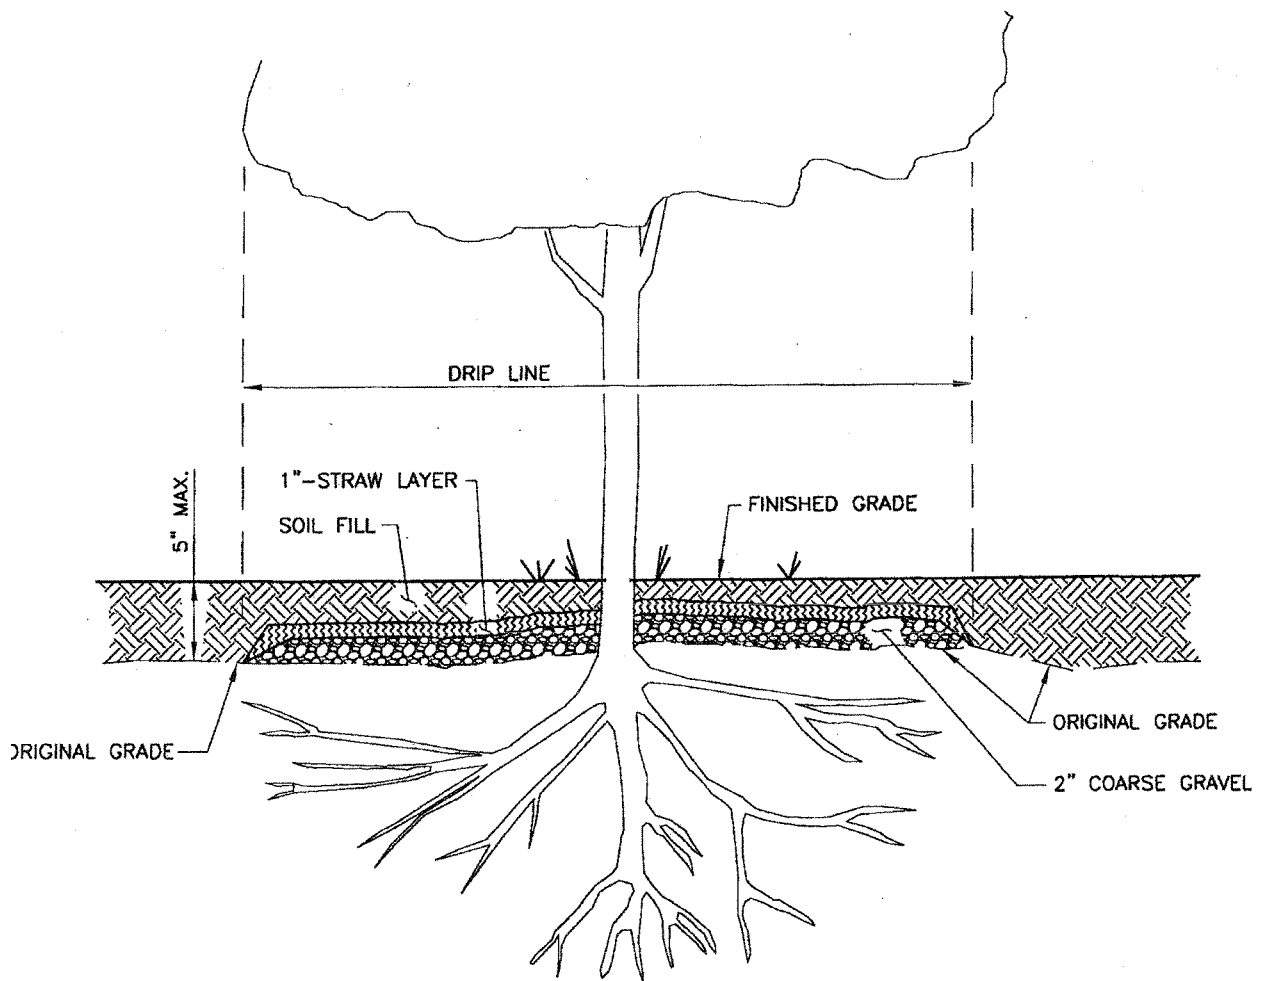 DRIP LINE
1"-STRAW LAYER
SOIL FILL
5" MAX.
FINISHED GRADE
ORIGINAL GRADE
ORIGINAL GRADE
2" COARSE GRAVEL